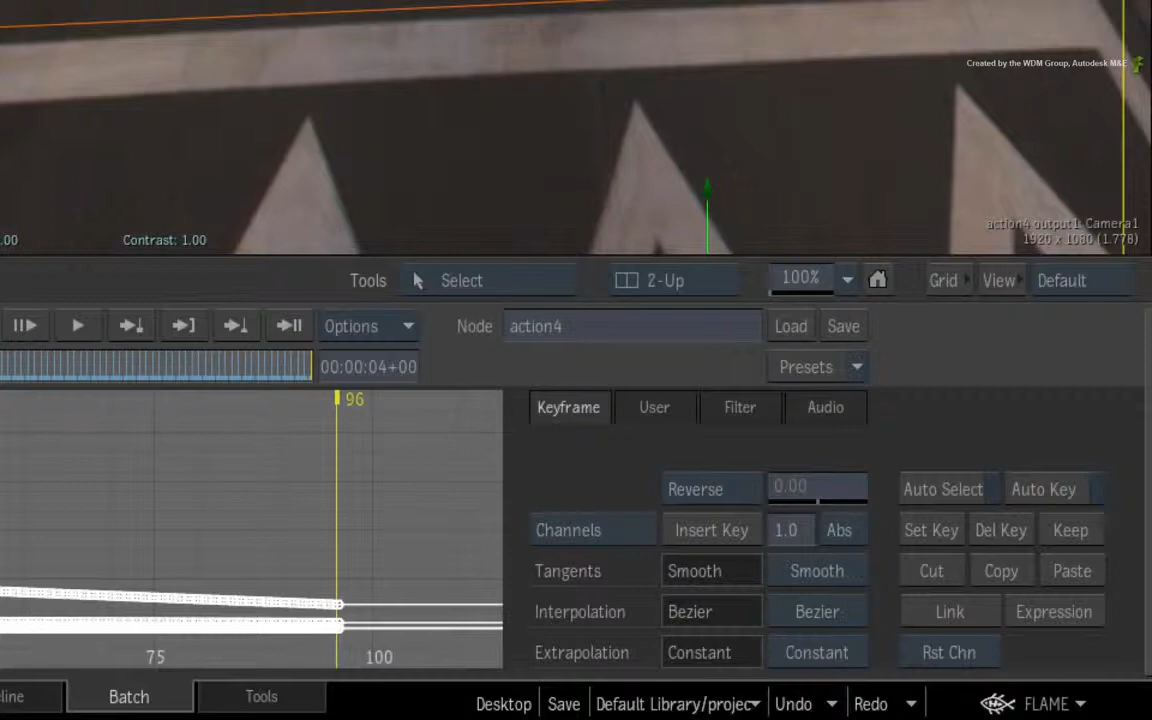 Created by the WDM Group, Autodesk M&E
.00
Contrast: 1.00
action4 output1 Camera1
1920 x 1080 (1.778)
Tools
Select
2-Up
100%
Grid
View
Default
Options
Node
action4
Load
Save
00:00:04+00
Presets
96
Keyframe
User
Filter
Audio
Reverse
0.00
Auto Select
Auto Key
Channels
Insert Key
1.0
Abs
Set Key
Del Key
Keep
Tangents
Smooth
Smooth
Cut
Copy
Paste
Interpolation
Bezier
Bezier
Link
Expression
Extrapolation
Constant
Constant
Rst Chn
75
100
eline
Batch
Tools
Desktop
Save
Default Library/projec
Undo
Redo
FLAME